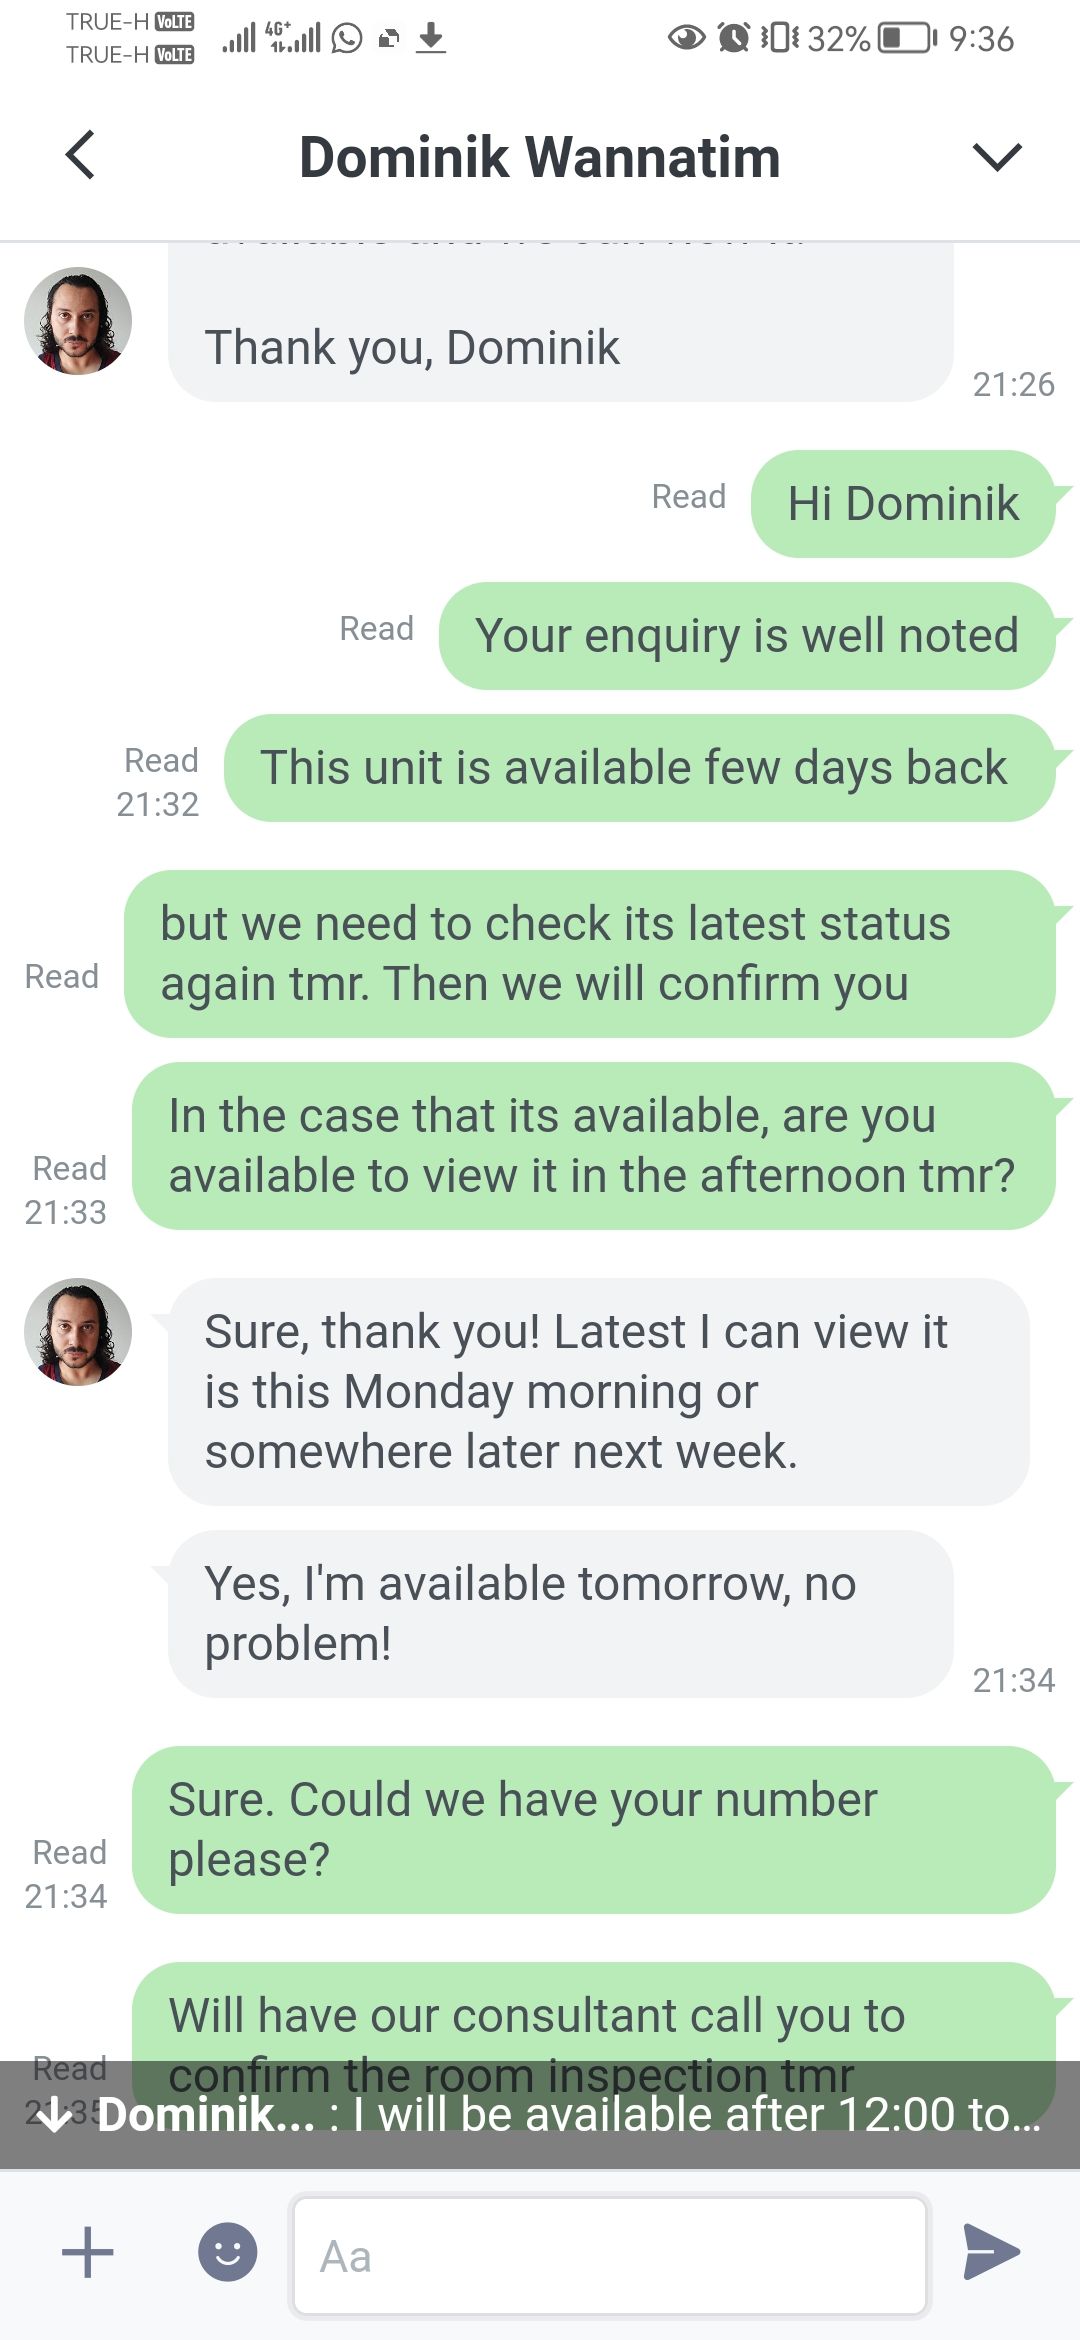 TRUE-H VoLTE
TRUE-H VoLTE
4G+
32%
9:36
Dominik Wannatim
Thank you, Dominik
21:26
Read
Hi Dominik
Read
Your enquiry is well noted
Read
21:32
This unit is available few days back
but we need to check its latest status
again tmr. Then we will confirm you
Read
In the case that its available, are you
available to view it in the afternoon tmr?
Read
21:33
Sure, thank you! Latest I can view it
is this Monday morning or
somewhere later next week.
Yes, I'm available tomorrow, no
problem!
21:34
Sure. Could we have your number
please?
Read
21:34
Will have our consultant call you to
confirm the room inspection tmr
Read
21:35
Dominik... : I will be available after 12:00 to...
Aa